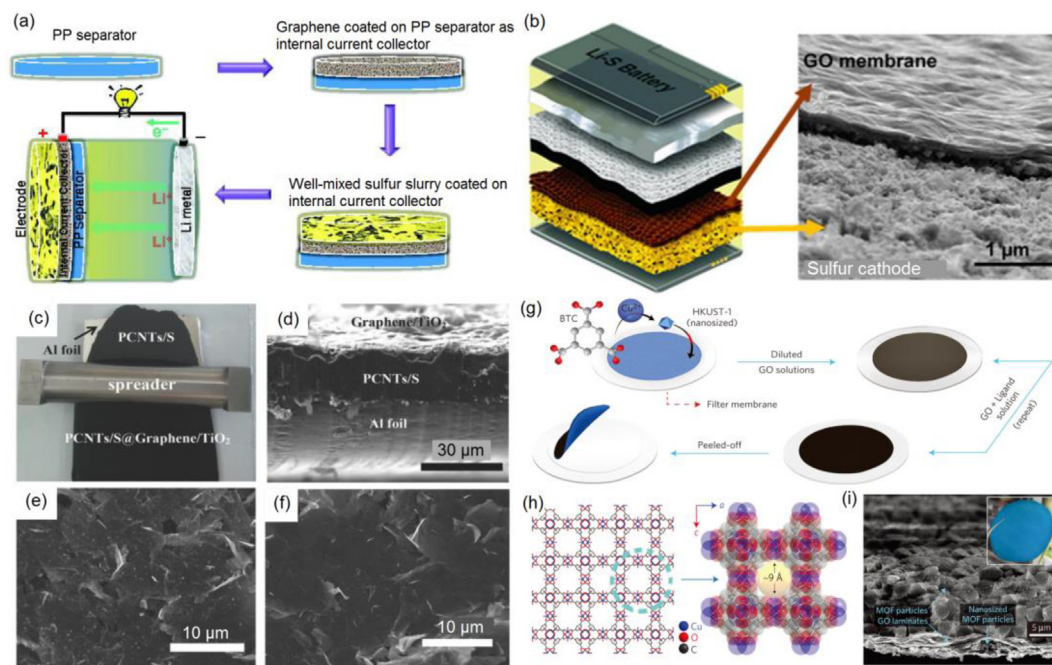 (a)
PP separator
Graphene coated on PP separator as
internal current collector
+
e⁻
−
Electrode
Internal Current Collector
PP Separator
Li⁺
Li⁺
Li metal
Well-mixed sulfur slurry coated on
internal current collector
(b)
Li-S Battery
GO membrane
1 μm
Sulfur cathode
(c)
PCNTs/S
Al foil
spreader
PCNTs/S@Graphene/TiO₂
(d)
Graphene/TiO₂
PCNTs/S
Al foil
30 μm
(e)
10 μm
(f)
10 μm
(g)
BTC
HKUST-1
(nanosized)
Diluted
GO solutions
Filter membrane
GO + Ligand
solution
(repeat)
Peeled-off
(h)
a
c
~9 Å
Cu
O
C
(i)
MOF particles
GO laminates
Nanosized
MOF particles
5 μm